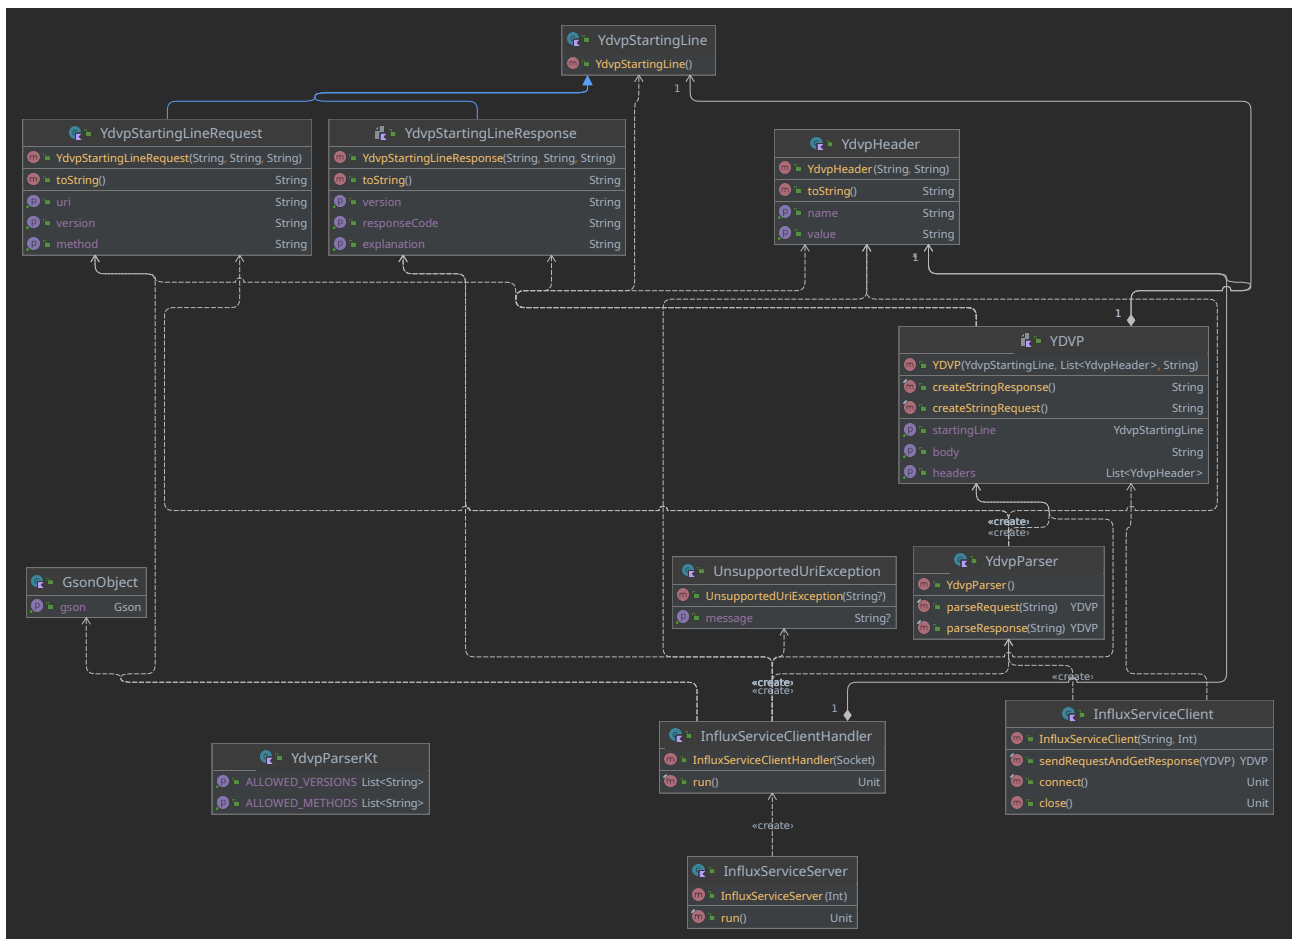 YdvpStartingLine
YdvpStartingLine()
1
YdvpStartingLineRequest
YdvpStartingLineRequest(String, String, String)
toString() String
uri String
version String
method String
YdvpStartingLineResponse
YdvpStartingLineResponse(String, String, String)
toString() String
version String
responseCode String
explanation String
YdvpHeader
YdvpHeader(String, String)
toString() String
name String
value String
1
YDVP
YDVP(YdvpStartingLine, List<YdvpHeader>, String)
createStringResponse() String
createStringRequest() String
startingLine YdvpStartingLine
body String
headers List<YdvpHeader>
«create»
«create»
GsonObject
gson Gson
UnsupportedUriException
UnsupportedUriException(String?)
message String?
YdvpParser
YdvpParser()
parseRequest(String) YDVP
parseResponse(String) YDVP
«create»
«create»
«create»
1
InfluxServiceClientHandler
InfluxServiceClientHandler(Socket)
run() Unit
InfluxServiceClient
InfluxServiceClient(String, Int)
sendRequestAndGetResponse(YDVP) YDVP
connect() Unit
close() Unit
YdvpParserKt
ALLOWED_VERSIONS List<String>
ALLOWED_METHODS List<String>
«create»
InfluxServiceServer
InfluxServiceServer(Int)
run() Unit